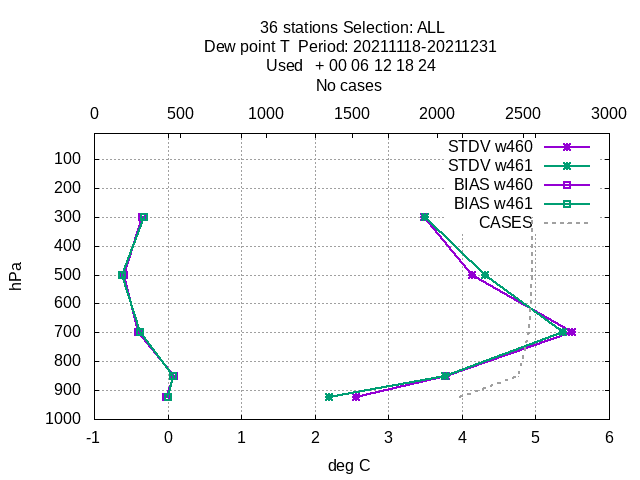 36 stations Selection: ALL
Dew point T  Period: 20211118-20211231
Used   + 00 06 12 18 24
No cases
0 500 1000 1500 2000 2500 3000
STDV w460
STDV w461
BIAS w460
BIAS w461
CASES
100
200
300
400
500
600
700
800
900
1000
hPa
-1 0 1 2 3 4 5 6
deg C